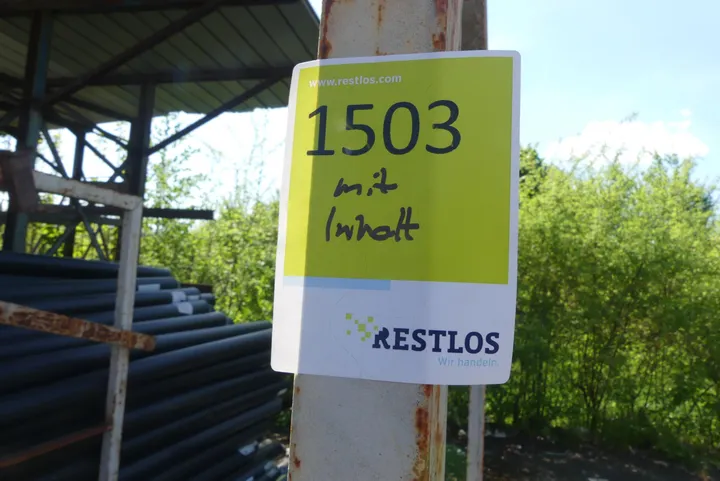 www.restlos.com
1503
mit
Inhalt
RESTLOS
Wir handeln.